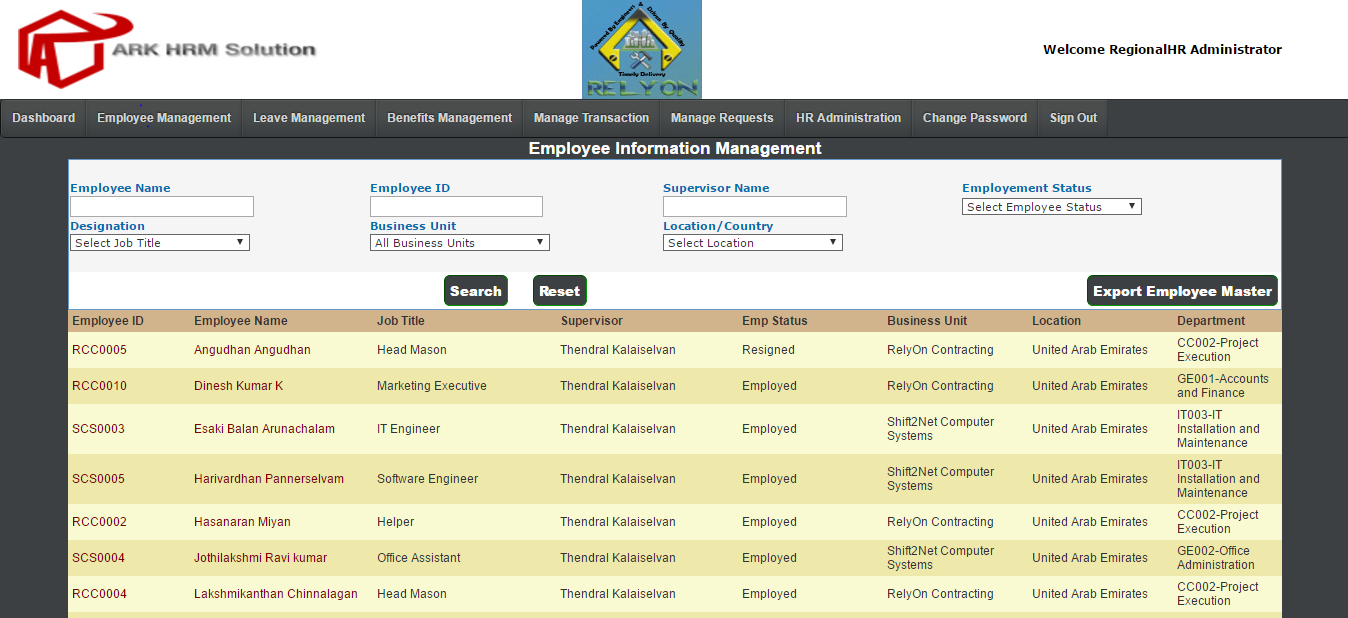 ARK HRM Solution
Powered By Engineers & Driven By Quality
Timely Delivery
RELYON
Welcome RegionalHR Administrator
Dashboard Employee Management Leave Management Benefits Management Manage Transaction Manage Requests HR Administration Change Password Sign Out
Employee Information Management
Employee Name Employee ID Supervisor Name Employement Status
Select Employee Status
Designation Business Unit Location/Country
Select Job Title All Business Units Select Location
Search Reset Export Employee Master
Employee ID Employee Name Job Title Supervisor Emp Status Business Unit Location Department
RCC0005 Angudhan Angudhan Head Mason Thendral Kalaiselvan Resigned RelyOn Contracting United Arab Emirates CC002-Project
Execution
RCC0010 Dinesh Kumar K Marketing Executive Thendral Kalaiselvan Employed RelyOn Contracting United Arab Emirates GE001-Accounts
and Finance
SCS0003 Esaki Balan Arunachalam IT Engineer Thendral Kalaiselvan Employed Shift2Net Computer
Systems United Arab Emirates IT003-IT
Installation and
Maintenance
SCS0005 Harivardhan Pannerselvam Software Engineer Thendral Kalaiselvan Employed Shift2Net Computer
Systems United Arab Emirates IT003-IT
Installation and
Maintenance
RCC0002 Hasanaran Miyan Helper Thendral Kalaiselvan Employed RelyOn Contracting United Arab Emirates CC002-Project
Execution
SCS0004 Jothilakshmi Ravi kumar Office Assistant Thendral Kalaiselvan Employed Shift2Net Computer
Systems United Arab Emirates GE002-Office
Administration
RCC0004 Lakshmikanthan Chinnalagan Head Mason Thendral Kalaiselvan Employed RelyOn Contracting United Arab Emirates CC002-Project
Execution